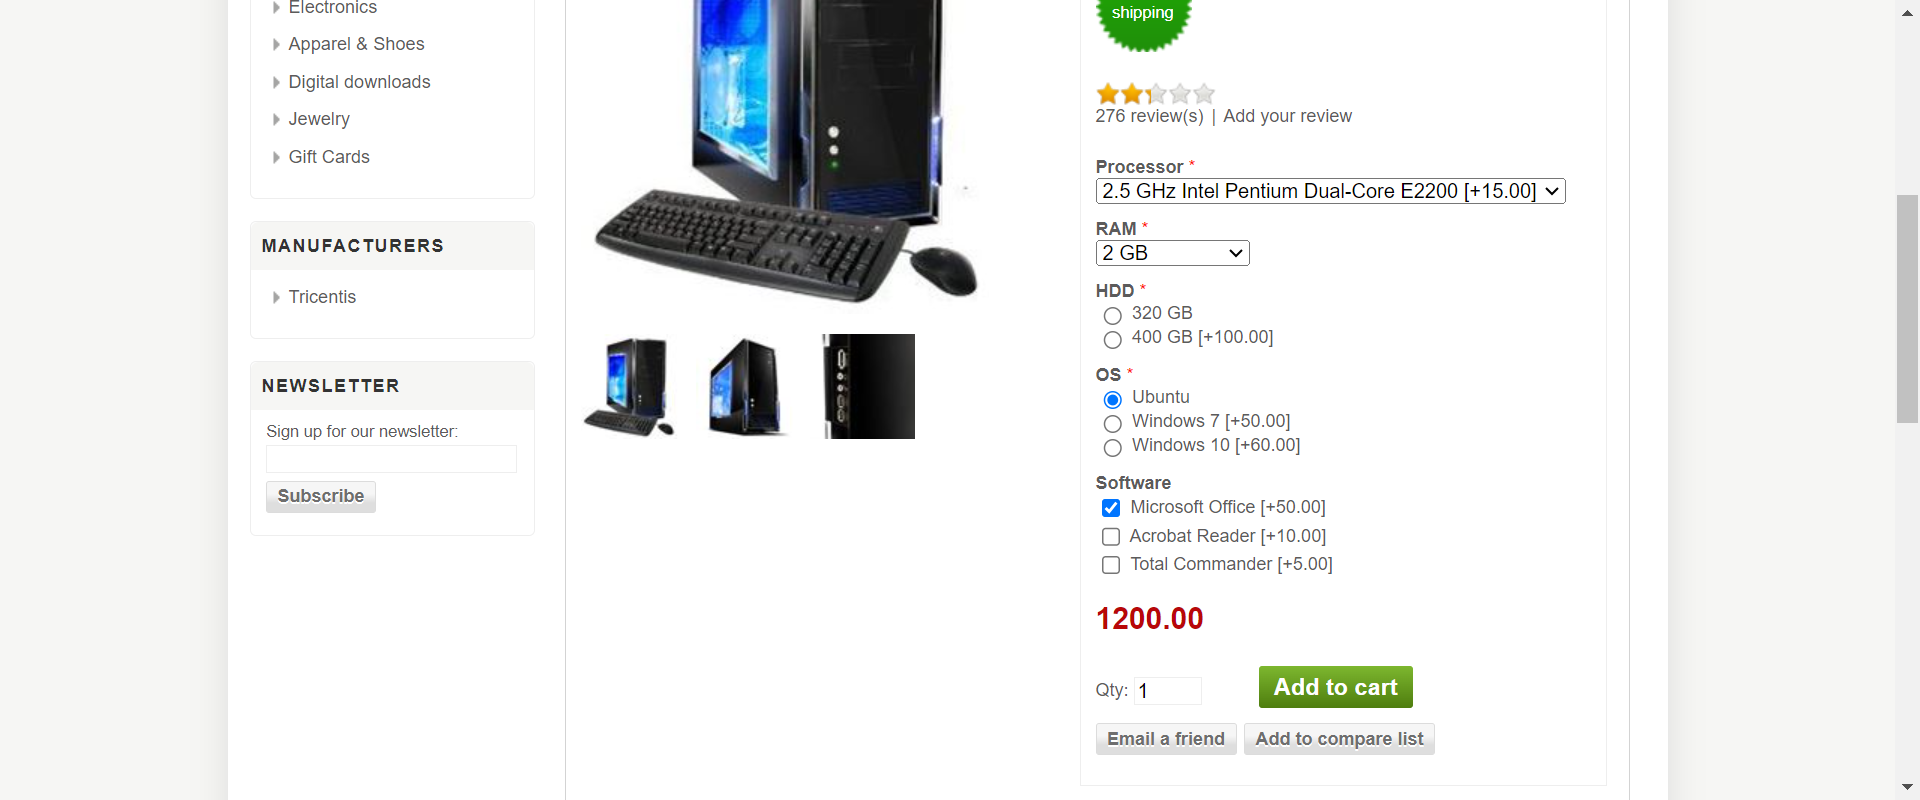 Electronics
Apparel & Shoes
Digital downloads
Jewelry
Gift Cards
MANUFACTURERS
Tricentis
NEWSLETTER
Sign up for our newsletter:
Subscribe
shipping
276 review(s) | Add your review
Processor *
2.5 GHz Intel Pentium Dual-Core E2200 [+15.00]
RAM *
2 GB
HDD *
320 GB
400 GB [+100.00]
OS *
Ubuntu
Windows 7 [+50.00]
Windows 10 [+60.00]
Software
Microsoft Office [+50.00]
Acrobat Reader [+10.00]
Total Commander [+5.00]
1200.00
Qty: 1 Add to cart
Email a friend Add to compare list